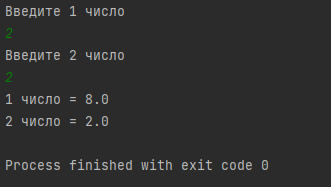 Введите 1 число
2
Введите 2 число
2
1 число = 8.0
2 число = 2.0
Process finished with exit code 0